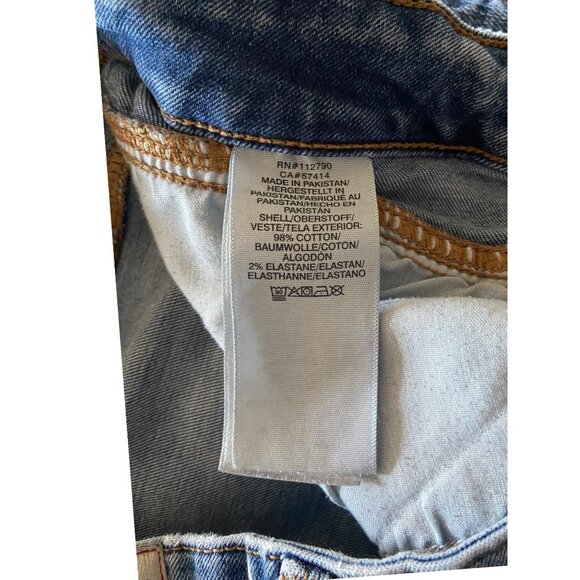 RN#112790
CA#57414
MADE IN PAKISTAN/
HERGESTELLT IN
PAKISTAN/FABRIQUÉ AU
PAKISTAN/HECHO EN
PAKISTÁN
SHELL/OBERSTOFF/
VESTE/TELA EXTERIOR:
98% COTTON/
BAUMWOLLE/COTON/
ALGODÓN
2% ELASTANE/ELASTAN/
ELASTHANNE/ELASTANO
30